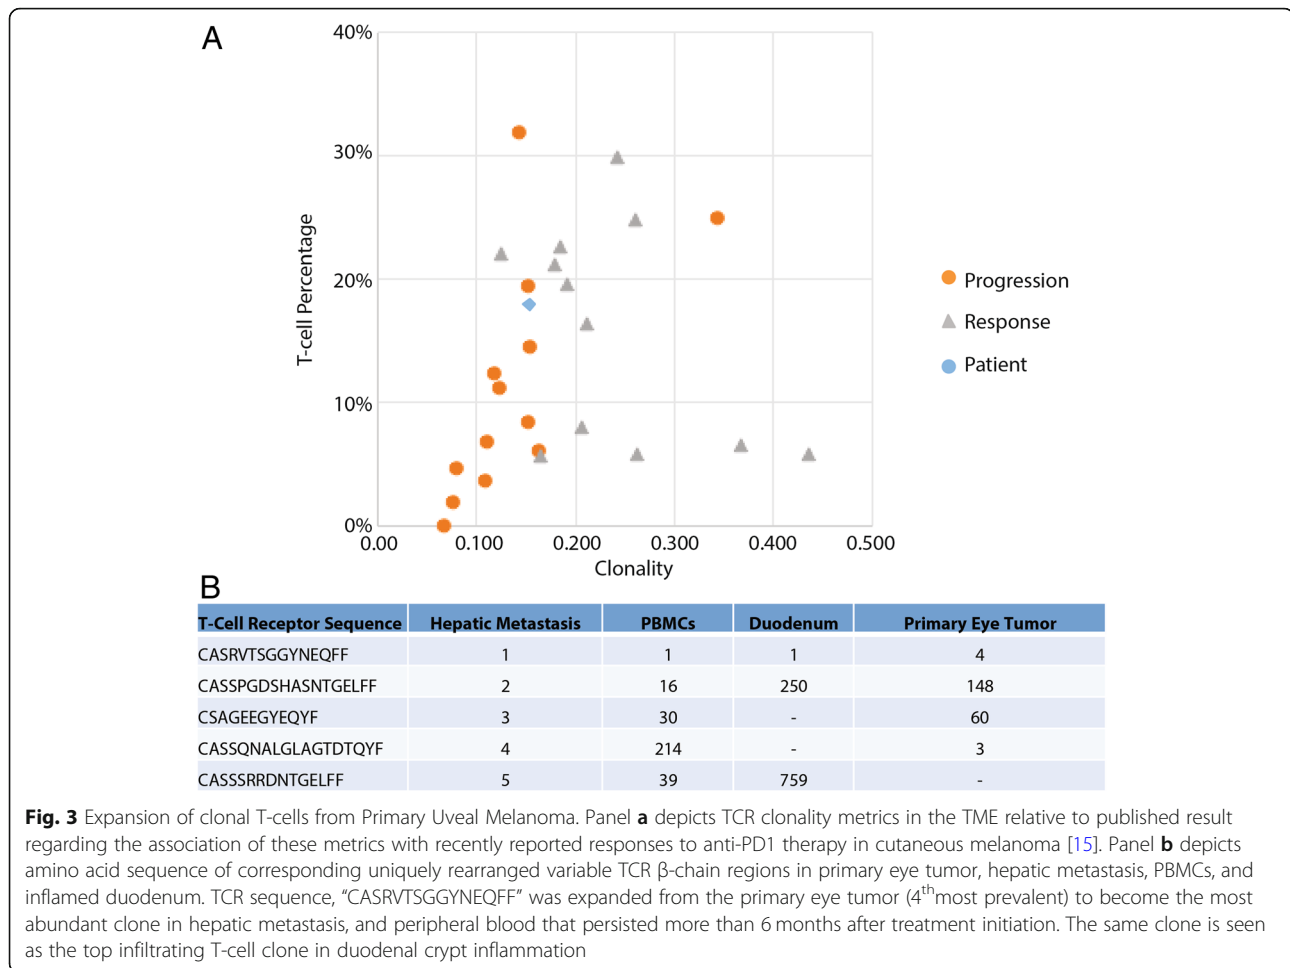 A
40%
30%
20%
10%
0%
T-cell Percentage
0.00 0.100 0.200 0.300 0.400 0.500
Clonality
Progression
Response
Patient
B
T-Cell Receptor Sequence Hepatic Metastasis PBMCs Duodenum Primary Eye Tumor
CASRVTSGGYNEQFF 1 1 1 4
CASSPGDSHASNTGELFF 2 16 250 148
CSAGEEGYEQYF 3 30 - 60
CASSQNALGLAGTDTQYF 4 214 - 3
CASSSRRDNTGELFF 5 39 759 -
Fig. 3 Expansion of clonal T-cells from Primary Uveal Melanoma. Panel a depicts TCR clonality metrics in the TME relative to published result
regarding the association of these metrics with recently reported responses to anti-PD1 therapy in cutaneous melanoma [15]. Panel b depicts
amino acid sequence of corresponding uniquely rearranged variable TCR β-chain regions in primary eye tumor, hepatic metastasis, PBMCs, and
inflamed duodenum. TCR sequence, “CASRVTSGGYNEQFF” was expanded from the primary eye tumor (4th most prevalent) to become the most
abundant clone in hepatic metastasis, and peripheral blood that persisted more than 6 months after treatment initiation. The same clone is seen
as the top infiltrating T-cell clone in duodenal crypt inflammation